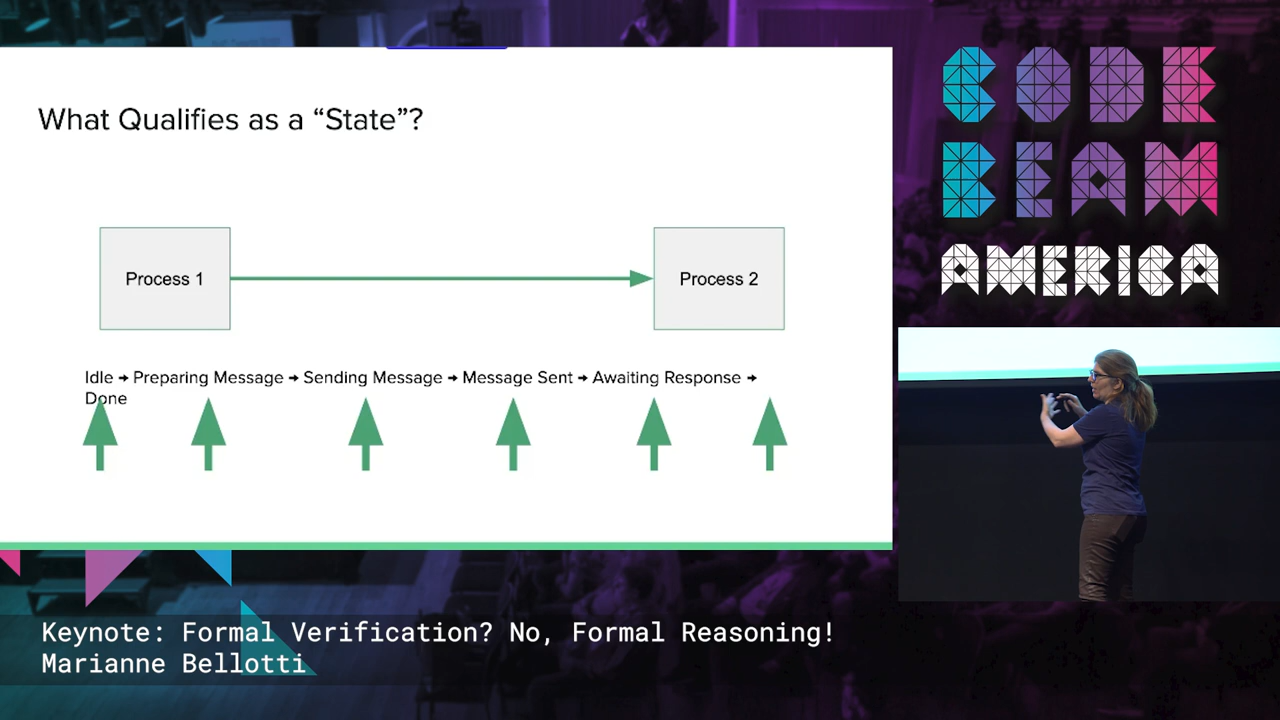 What Qualifies as a “State”?
Process 1
Process 2
Idle → Preparing Message → Sending Message → Message Sent → Awaiting Response →
Done
CODE
BEAM
AMERICA
Keynote: Formal Verification? No, Formal Reasoning!
Marianne Bellotti